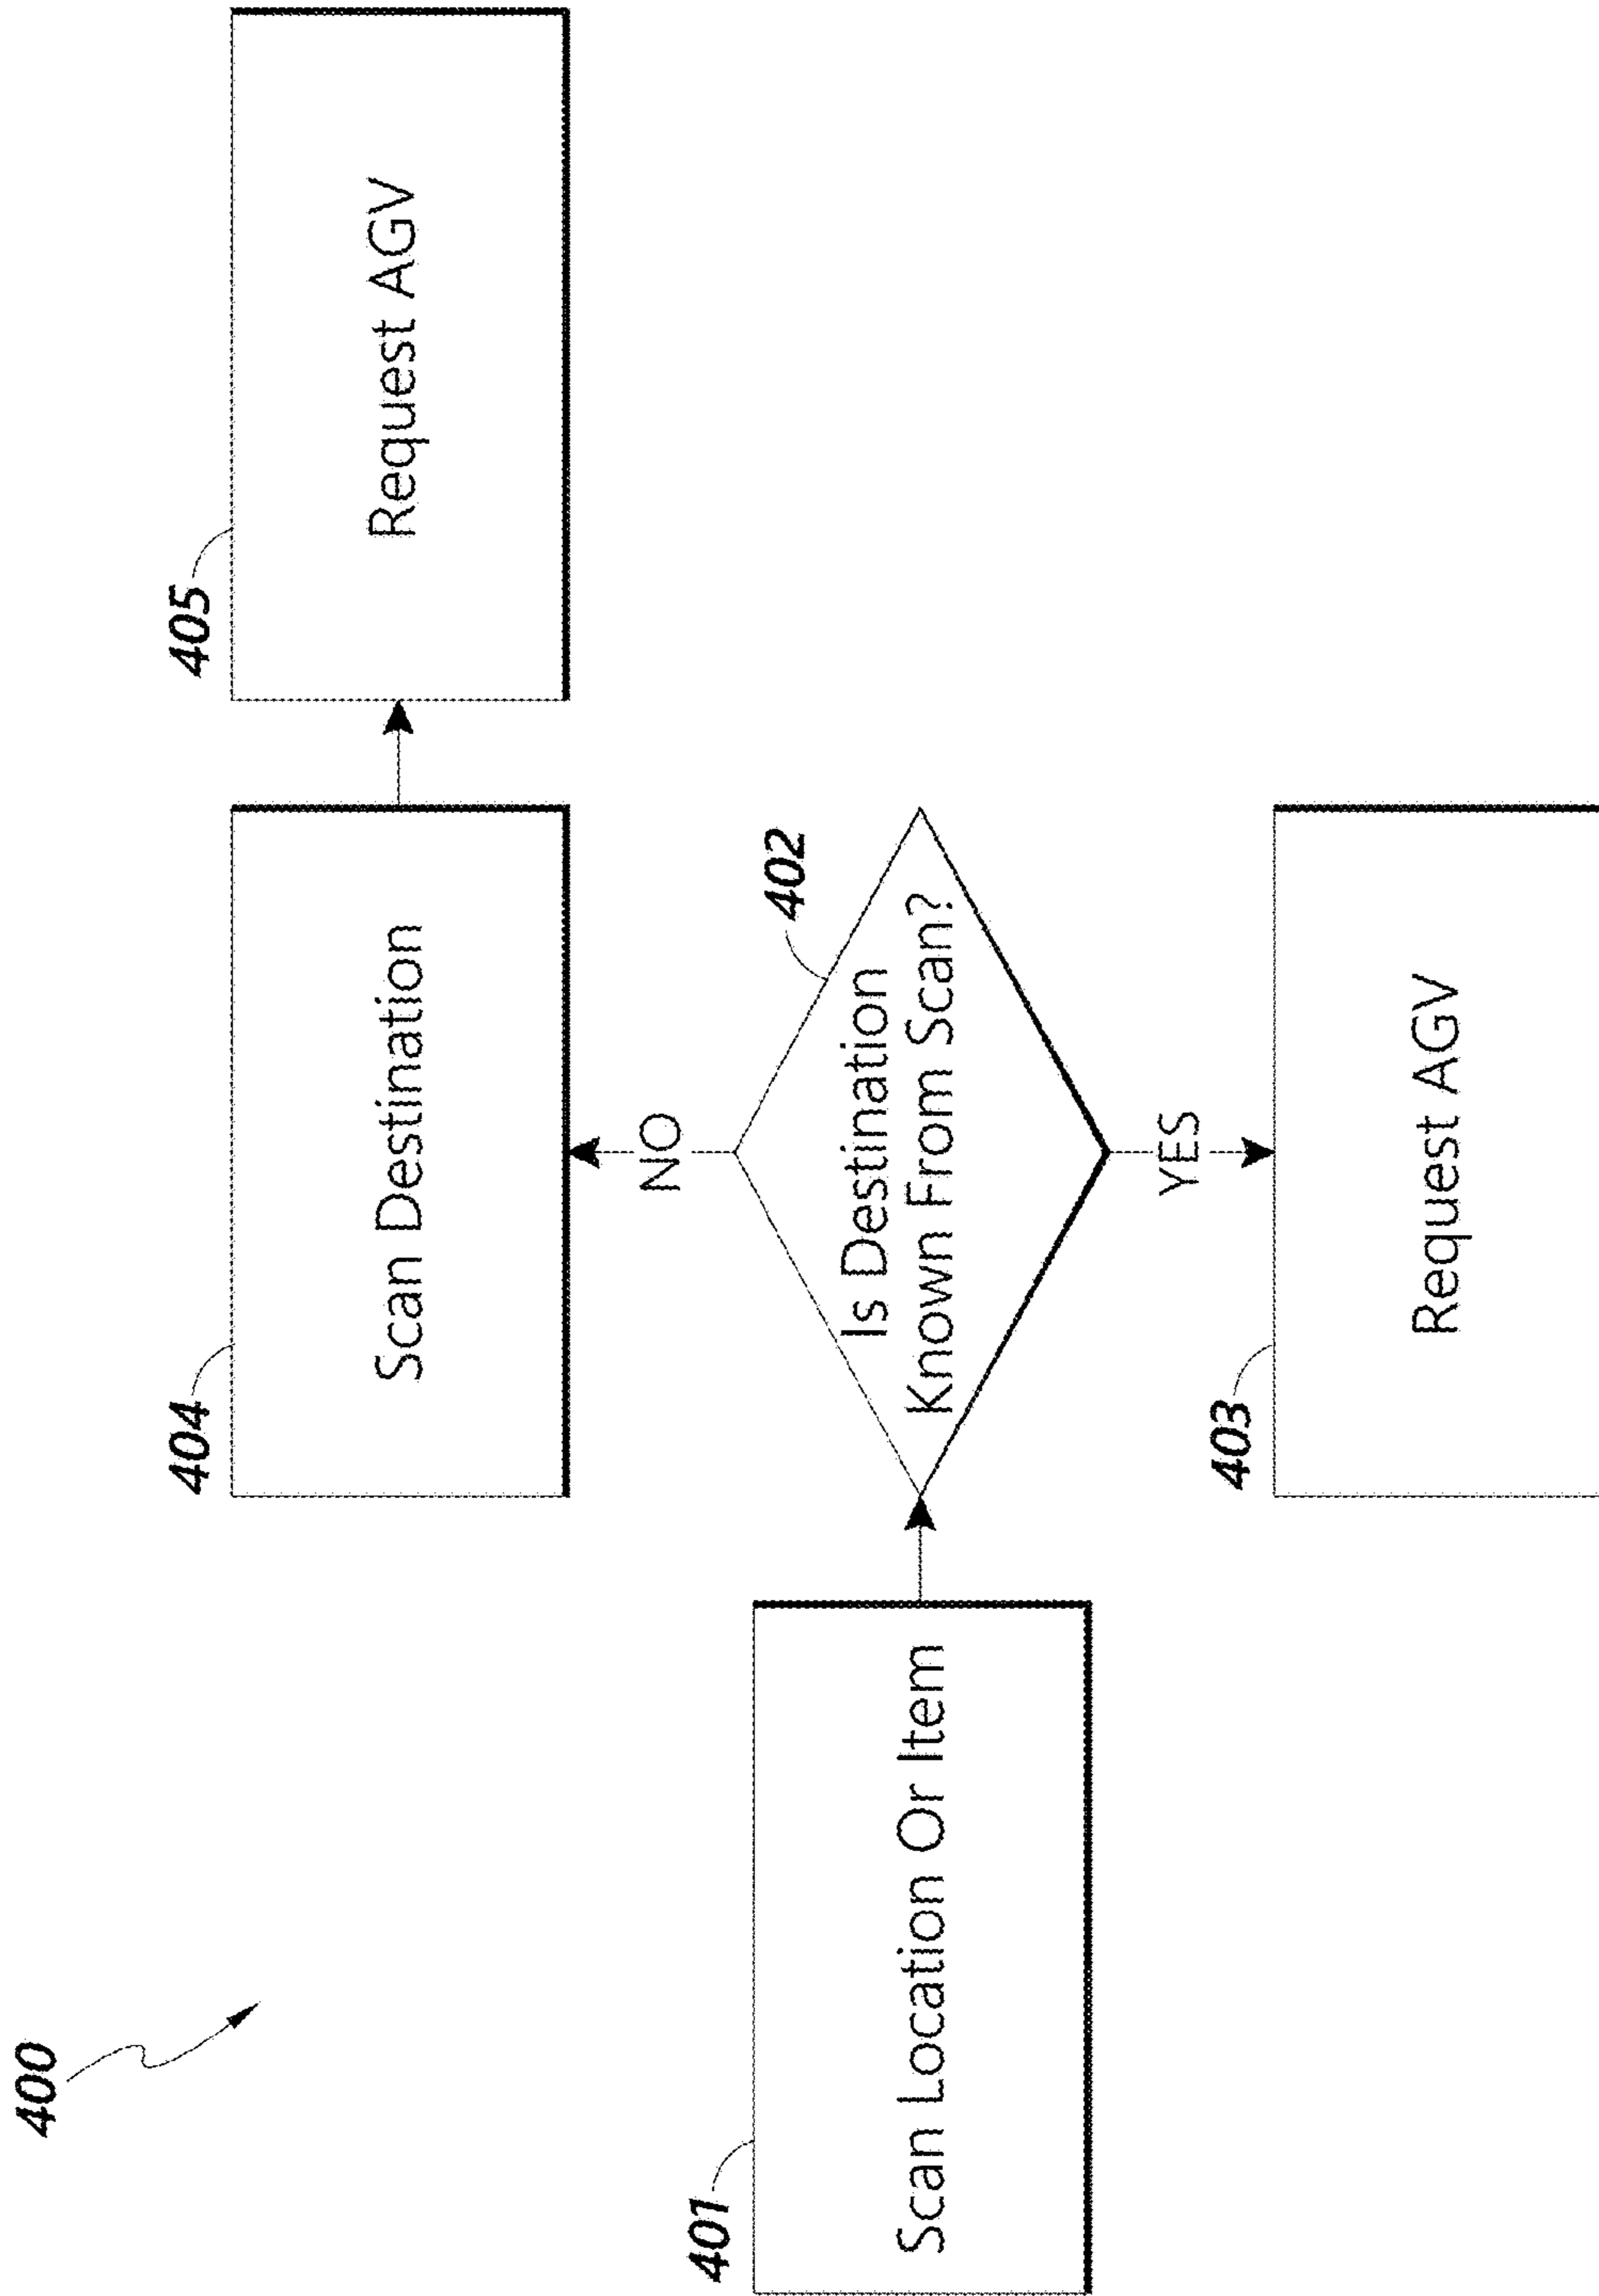 400
404
Scan Destination
405
Request AGV
NO
401
Scan Location Or Item
402
Is Destination
Known From Scan?
YES
403
Request AGV